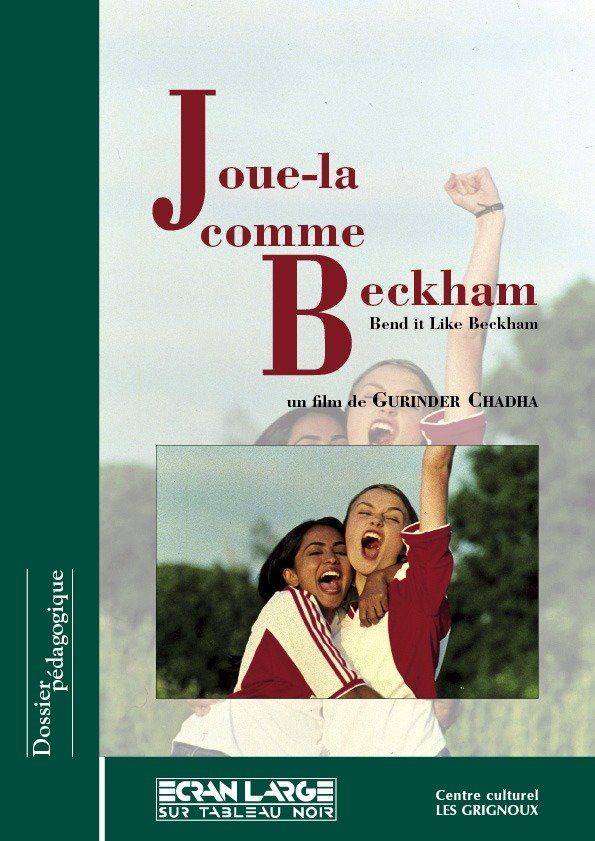 Joue-la
comme
Beckham
Bend it Like Beckham
un film de GURINDER CHADHA
Dossier
pédagogique
ECRAN LARGE
SUR TABLEAU NOIR
Centre culturel
LES GRIGNOUX